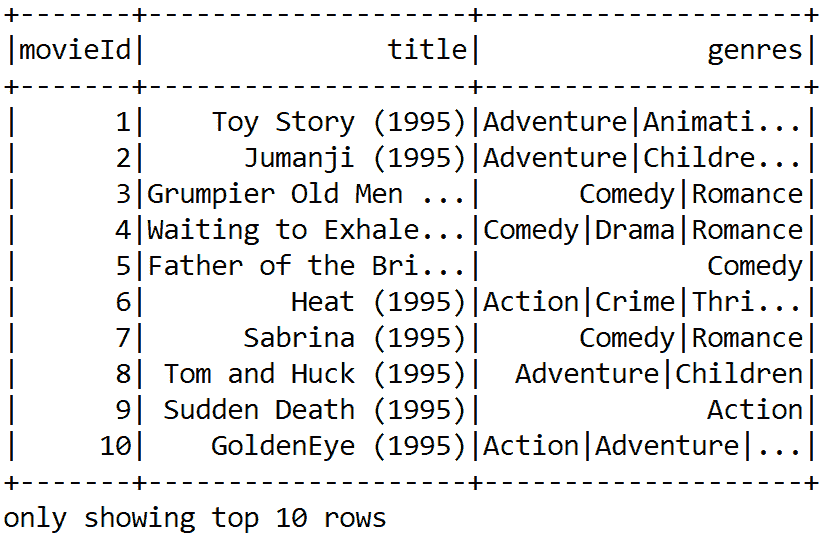 +-------+--------------------+--------------------+
|movieId|               title|              genres|
+-------+--------------------+--------------------+
|      1|    Toy Story (1995)|Adventure|Animati...|
|      2|      Jumanji (1995)|Adventure|Childre...|
|      3|Grumpier Old Men ...|      Comedy|Romance|
|      4|Waiting to Exhale...|Comedy|Drama|Romance|
|      5|Father of the Bri...|              Comedy|
|      6|         Heat (1995)|Action|Crime|Thri...|
|      7|      Sabrina (1995)|      Comedy|Romance|
|      8| Tom and Huck (1995)|  Adventure|Children|
|      9| Sudden Death (1995)|              Action|
|     10|    GoldenEye (1995)|Action|Adventure|...|
+-------+--------------------+--------------------+
only showing top 10 rows